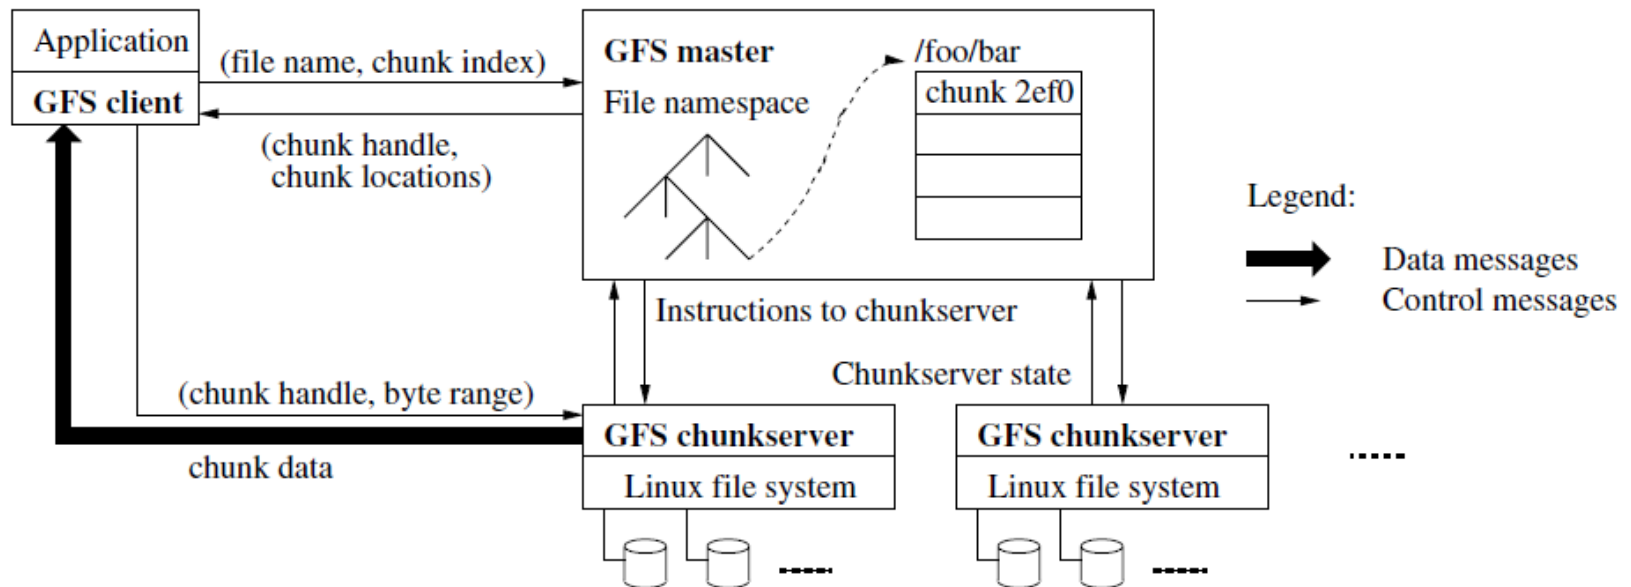 Application
GFS client
(file name, chunk index)
(chunk handle,
chunk locations)
GFS master
File namespace
/foo/bar
chunk 2ef0
Legend:
Data messages
Control messages
Instructions to chunkserver
Chunkserver state
(chunk handle, byte range)
chunk data
GFS chunkserver
Linux file system
GFS chunkserver
Linux file system